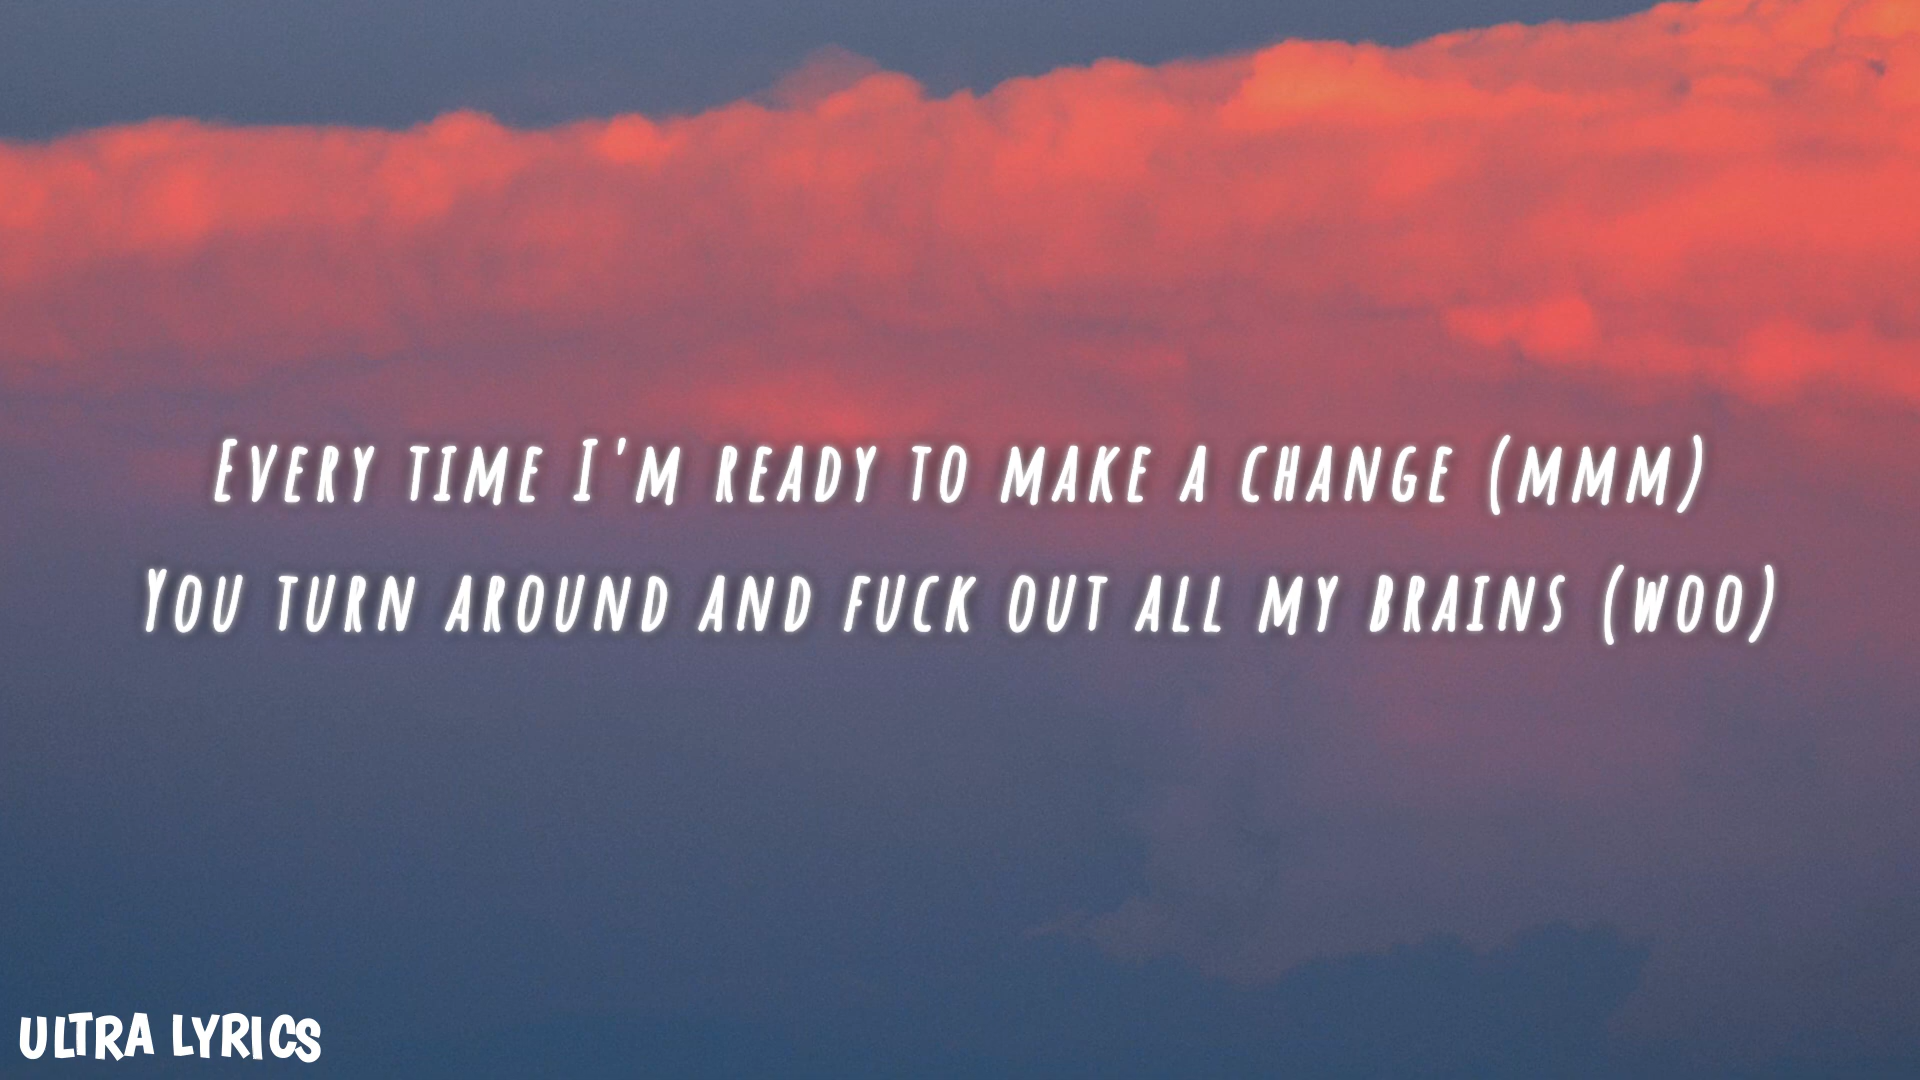 Every time I'm ready to make a change (mmm)
You turn around and fuck out all my brains (woo)
ULTRA LYRICS